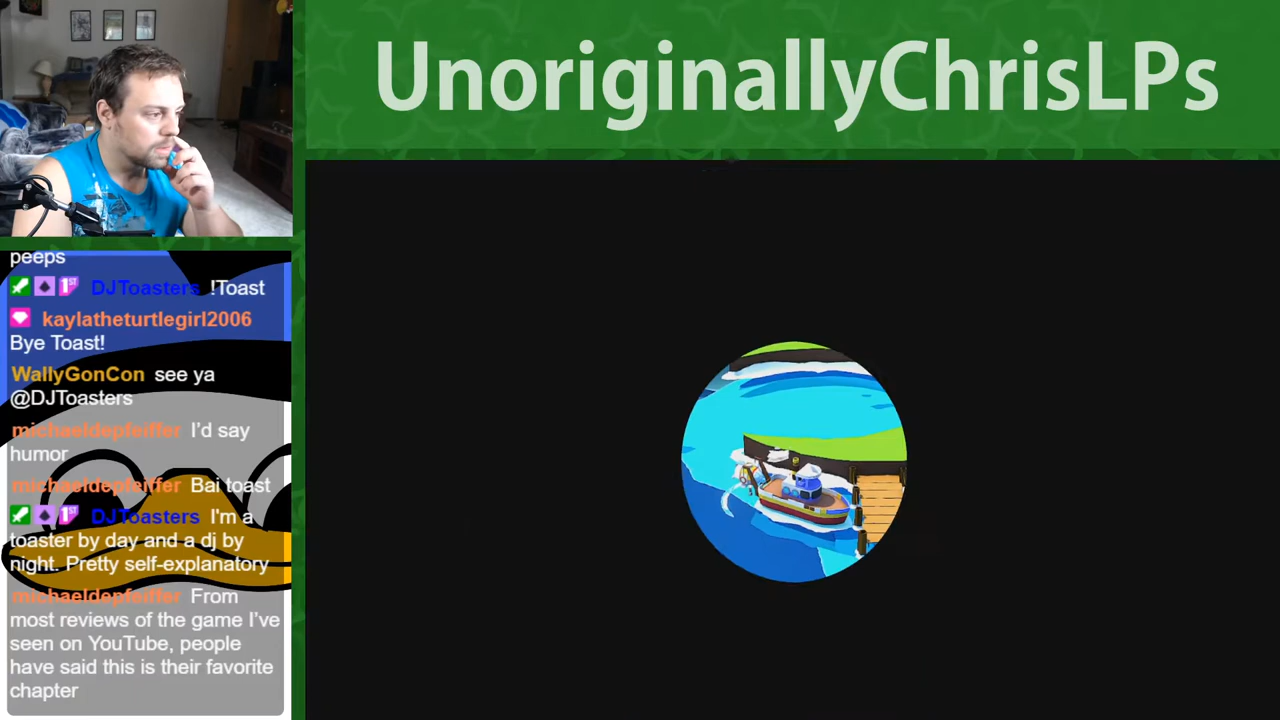 UnoriginallyChrisLPs
peeps
1ST DJToasters !Toast
kaylatheturtlegirl2006
Bye Toast!
WallyGonCon see ya
@DJToasters
michaeldepfeiffer I'd say
humor
michaeldepfeiffer Bai toast
1ST DJToasters I'm a
toaster by day and a dj by
night. Pretty self-explanatory
michaeldepfeiffer From
most reviews of the game I've
seen on YouTube, people
have said this is their favorite
chapter